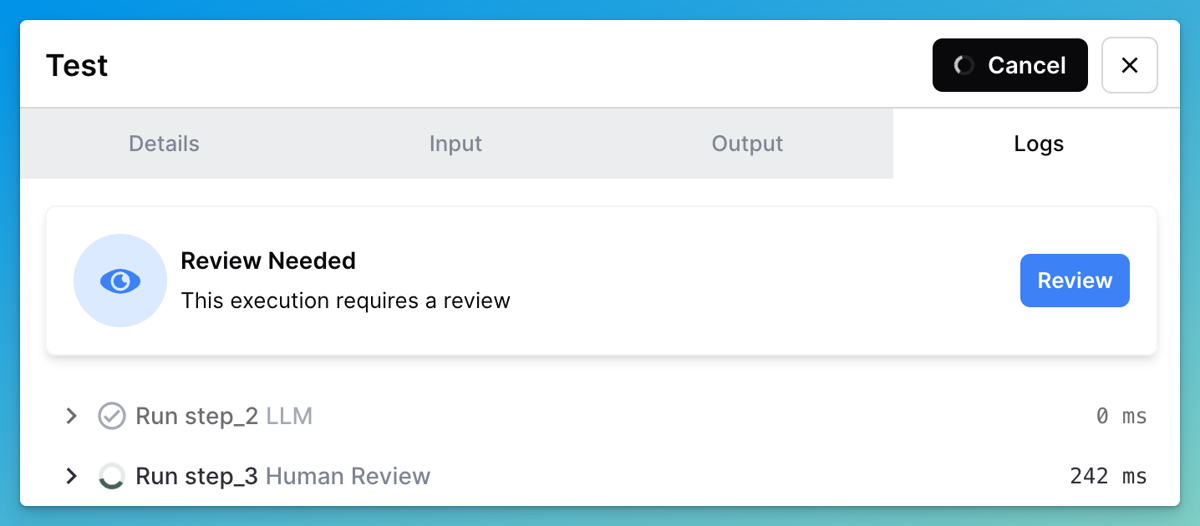 Test
Cancel
Details
Input
Output
Logs
Review Needed
This execution requires a review
Review
Run step_2 LLM
0 ms
Run step_3 Human Review
242 ms